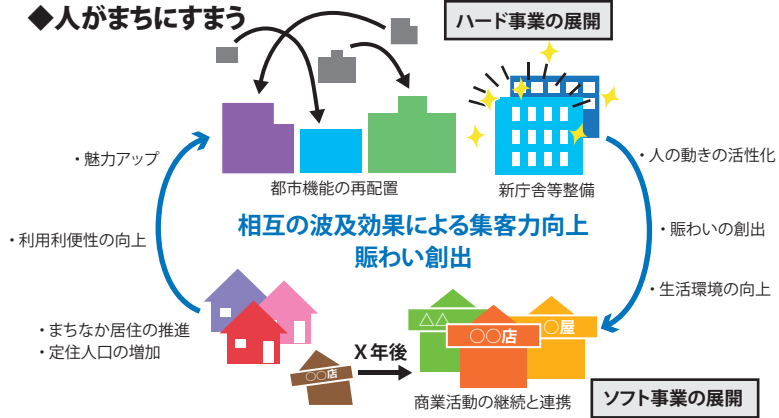 ◆人がまちにすまう
ハード事業の展開
・魅力アップ
都市機能の再配置
新庁舎等整備
・人の動きの活性化
・利用利便性の向上
相互の波及効果による集客力向上
賑わい創出
・賑わいの創出
・生活環境の向上
・まちなか居住の推進
・定住人口の増加
○○店
X年後
△△
○○店
○屋
商業活動の継続と連携
ソフト事業の展開